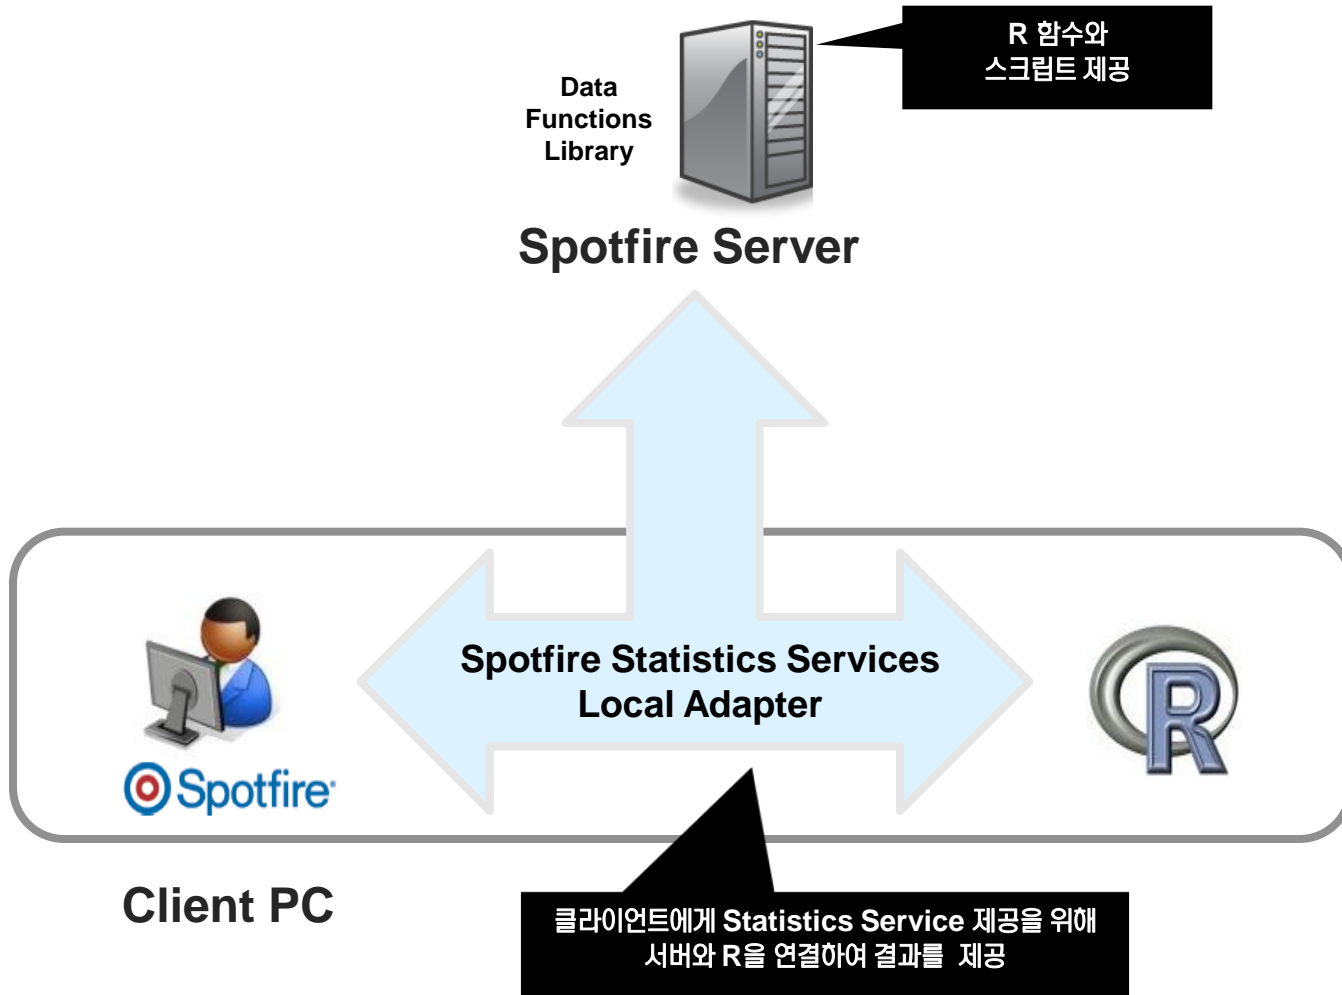 R 함수와
스크립트 제공
Data
Functions
Library
Spotfire Server
Spotfire Statistics Services
Local Adapter
R
Spotfire
Client PC
클라이언트에게 Statistics Service 제공을 위해
서버와 R을 연결하여 결과를 제공